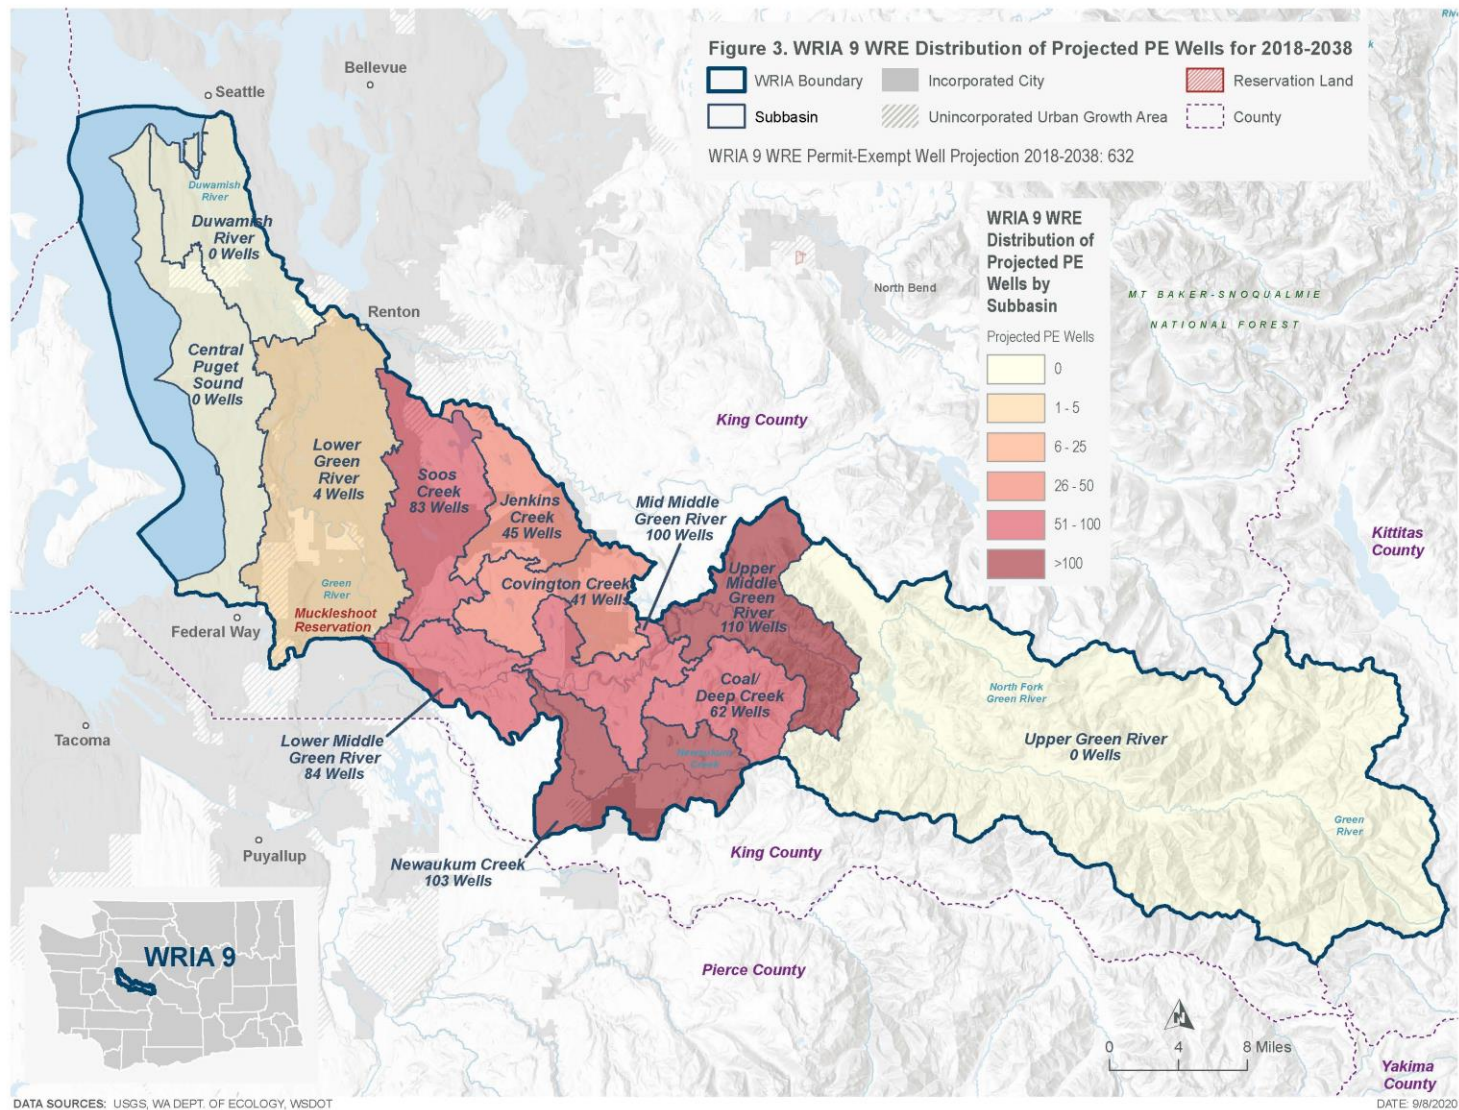 Figure 3. WRIA 9 WRE Distribution of Projected PE Wells for 2018-2038
WRIA Boundary
Incorporated City
Reservation Land
Subbasin
Unincorporated Urban Growth Area
County
WRIA 9 WRE Permit-Exempt Well Projection 2018-2038: 632
WRIA 9 WRE
Distribution of
Projected PE
Wells by
Subbasin
Projected PE Wells
0
1 - 5
6 - 25
26 - 50
51 - 100
>100
Bellevue
Seattle
Duwamish
River
Duwamish
River
0 Wells
Renton
North Bend
MT BAKER-SNOQUALMIE
NATIONAL FOREST
Central
Puget
Sound
0 Wells
King County
Lower
Green
River
4 Wells
Soos
Creek
83 Wells
Jenkins
Creek
45 Wells
Mid Middle
Green River
100 Wells
Kittitas
County
Covington Creek
41 Wells
Upper
Middle
Green
River
110 Wells
Green
River
Muckleshoot
Reservation
Federal Way
Coal/
Deep Creek
62 Wells
North Fork
Green River
Upper Green River
0 Wells
Tacoma
Lower Middle
Green River
84 Wells
Newaukum
Creek
Green
River
Puyallup
Newaukum Creek
103 Wells
King County
Pierce County
WRIA 9
N
0 4 8 Miles
Yakima
County
DATA SOURCES: USGS, WA DEPT. OF ECOLOGY, WSDOT
DATE: 9/8/2020